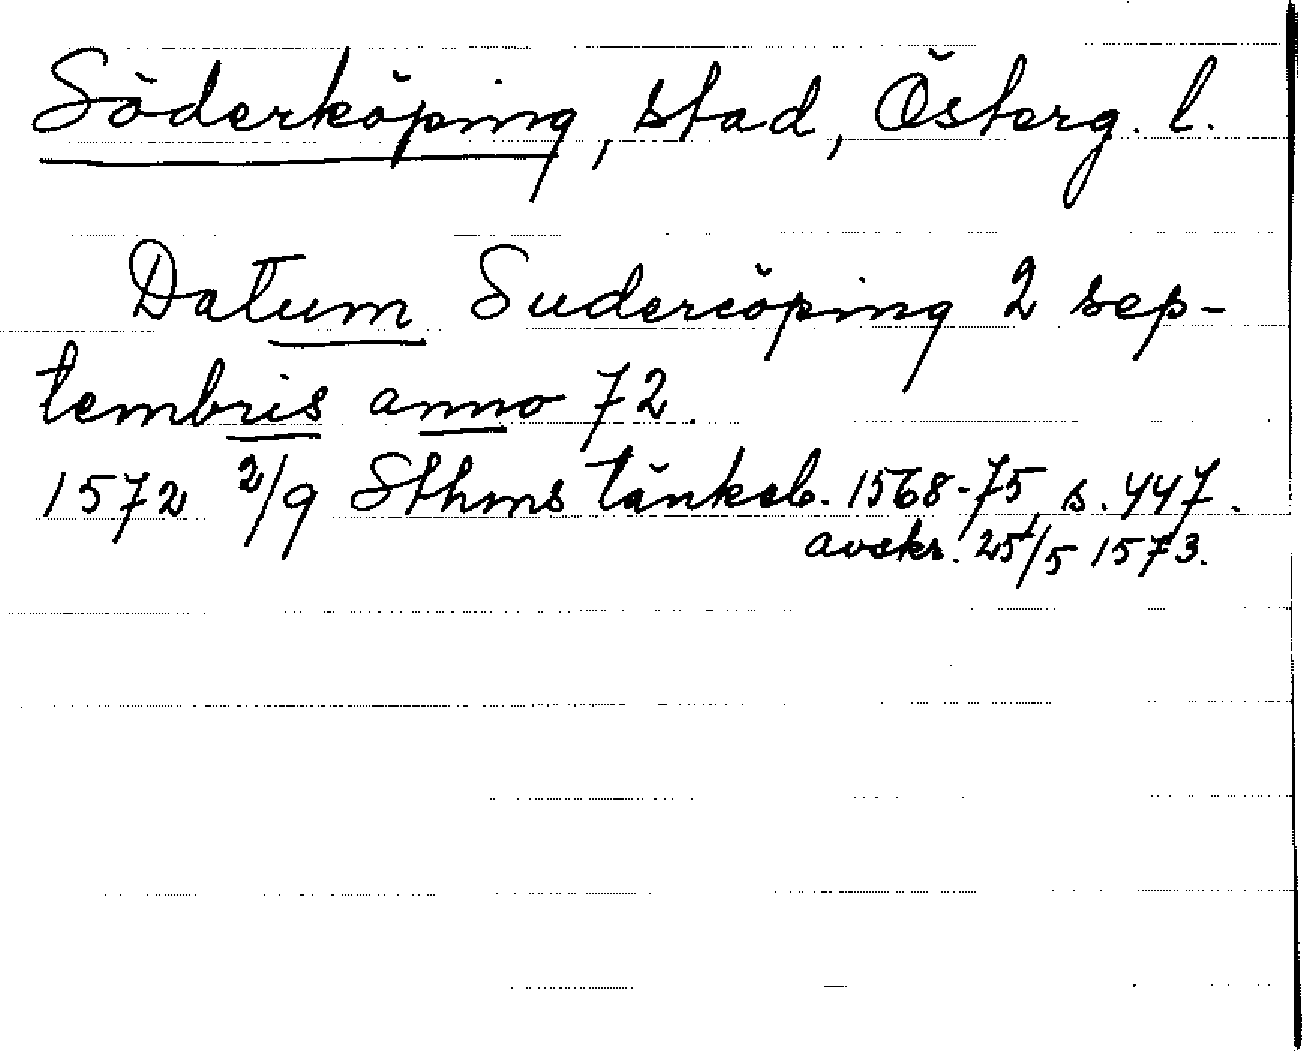 Söderköping, stad, Österg. l.
Datum Sudercöping 2 sep-
tembris anno 72.
1572 2/9 Sthms tänkeb. 1568-75, s. 447.
avskr. 25/5 1573.